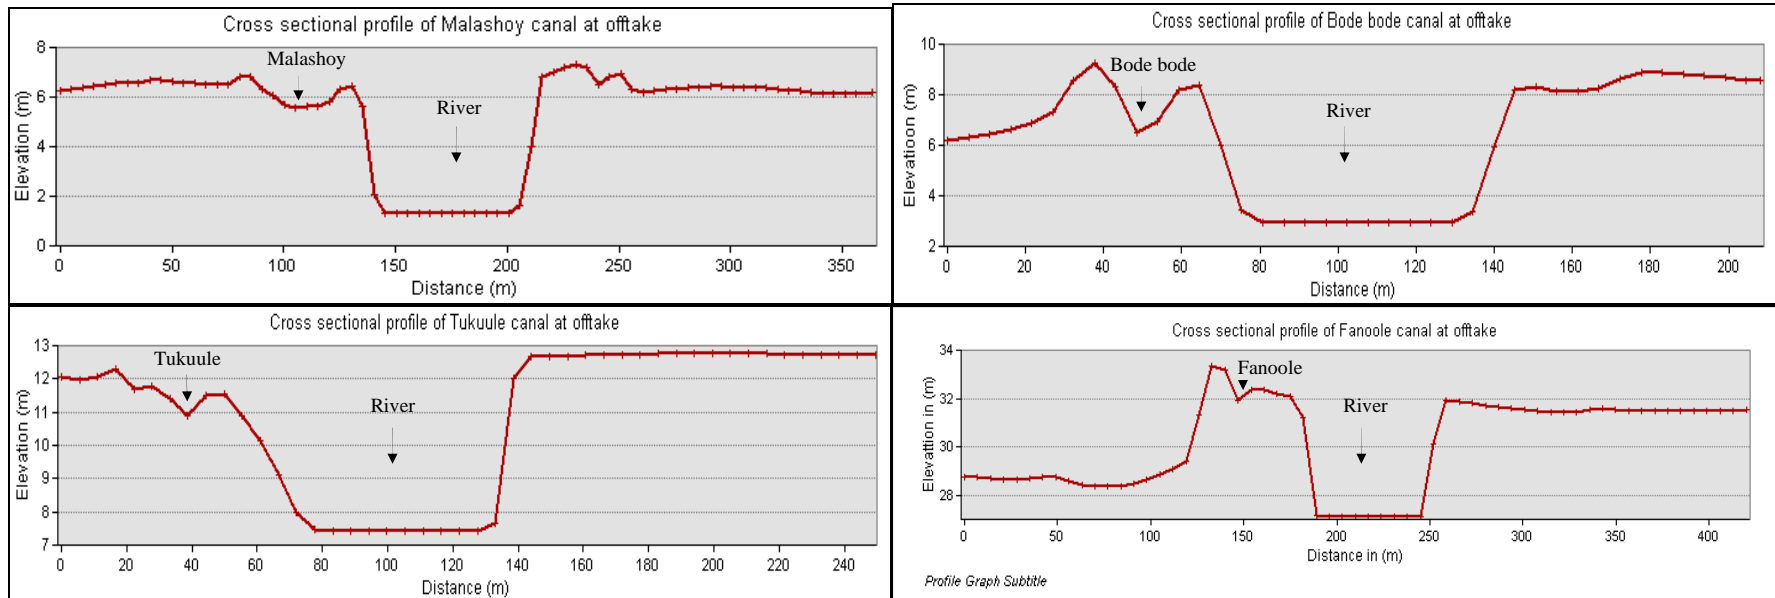 Cross sectional profile of Malashoy canal at offtake
8
6
4
2
0
Elevation (m)
Malashoy
River
0 50 100 150 200 250 300 350
Distance (m)
Cross sectional profile of Bode bode canal at offtake
10
8
6
4
2
Elevatioon (m)
Bode bode
River
0 20 40 60 80 100 120 140 160 180 200
Distance (m)
Cross sectional profile of Tukuule canal at offtake
13
12
11
10
9
8
7
Elevation (m)
Tukuule
River
0 20 40 60 80 100 120 140 160 180 200 220 240
Distance (m)
Cross sectional profile of Fanoole canal at offtake
34
32
30
28
Elevattion in (m)
Fanoole
River
0 50 100 150 200 250 300 350 400
Distance in (m)
Profile Graph Subtitle